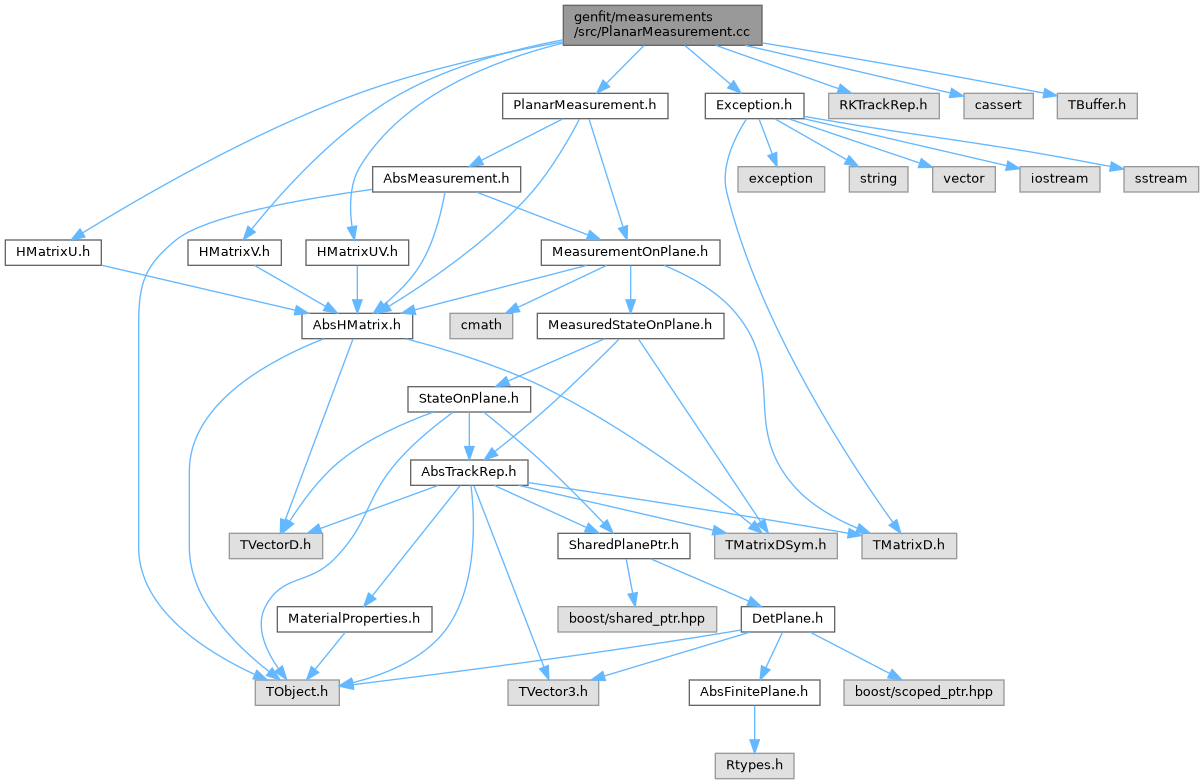 genfit/measurements
/src/PlanarMeasurement.cc
PlanarMeasurement.h
Exception.h
RKTrackRep.h
cassert
TBuffer.h
AbsMeasurement.h
exception
string
vector
iostream
sstream
HMatrixU.h
HMatrixV.h
HMatrixUV.h
MeasurementOnPlane.h
AbsHMatrix.h
cmath
MeasuredStateOnPlane.h
StateOnPlane.h
AbsTrackRep.h
TVectorD.h
SharedPlanePtr.h
TMatrixDSym.h
TMatrixD.h
MaterialProperties.h
boost/shared_ptr.hpp
DetPlane.h
TObject.h
TVector3.h
AbsFinitePlane.h
boost/scoped_ptr.hpp
Rtypes.h